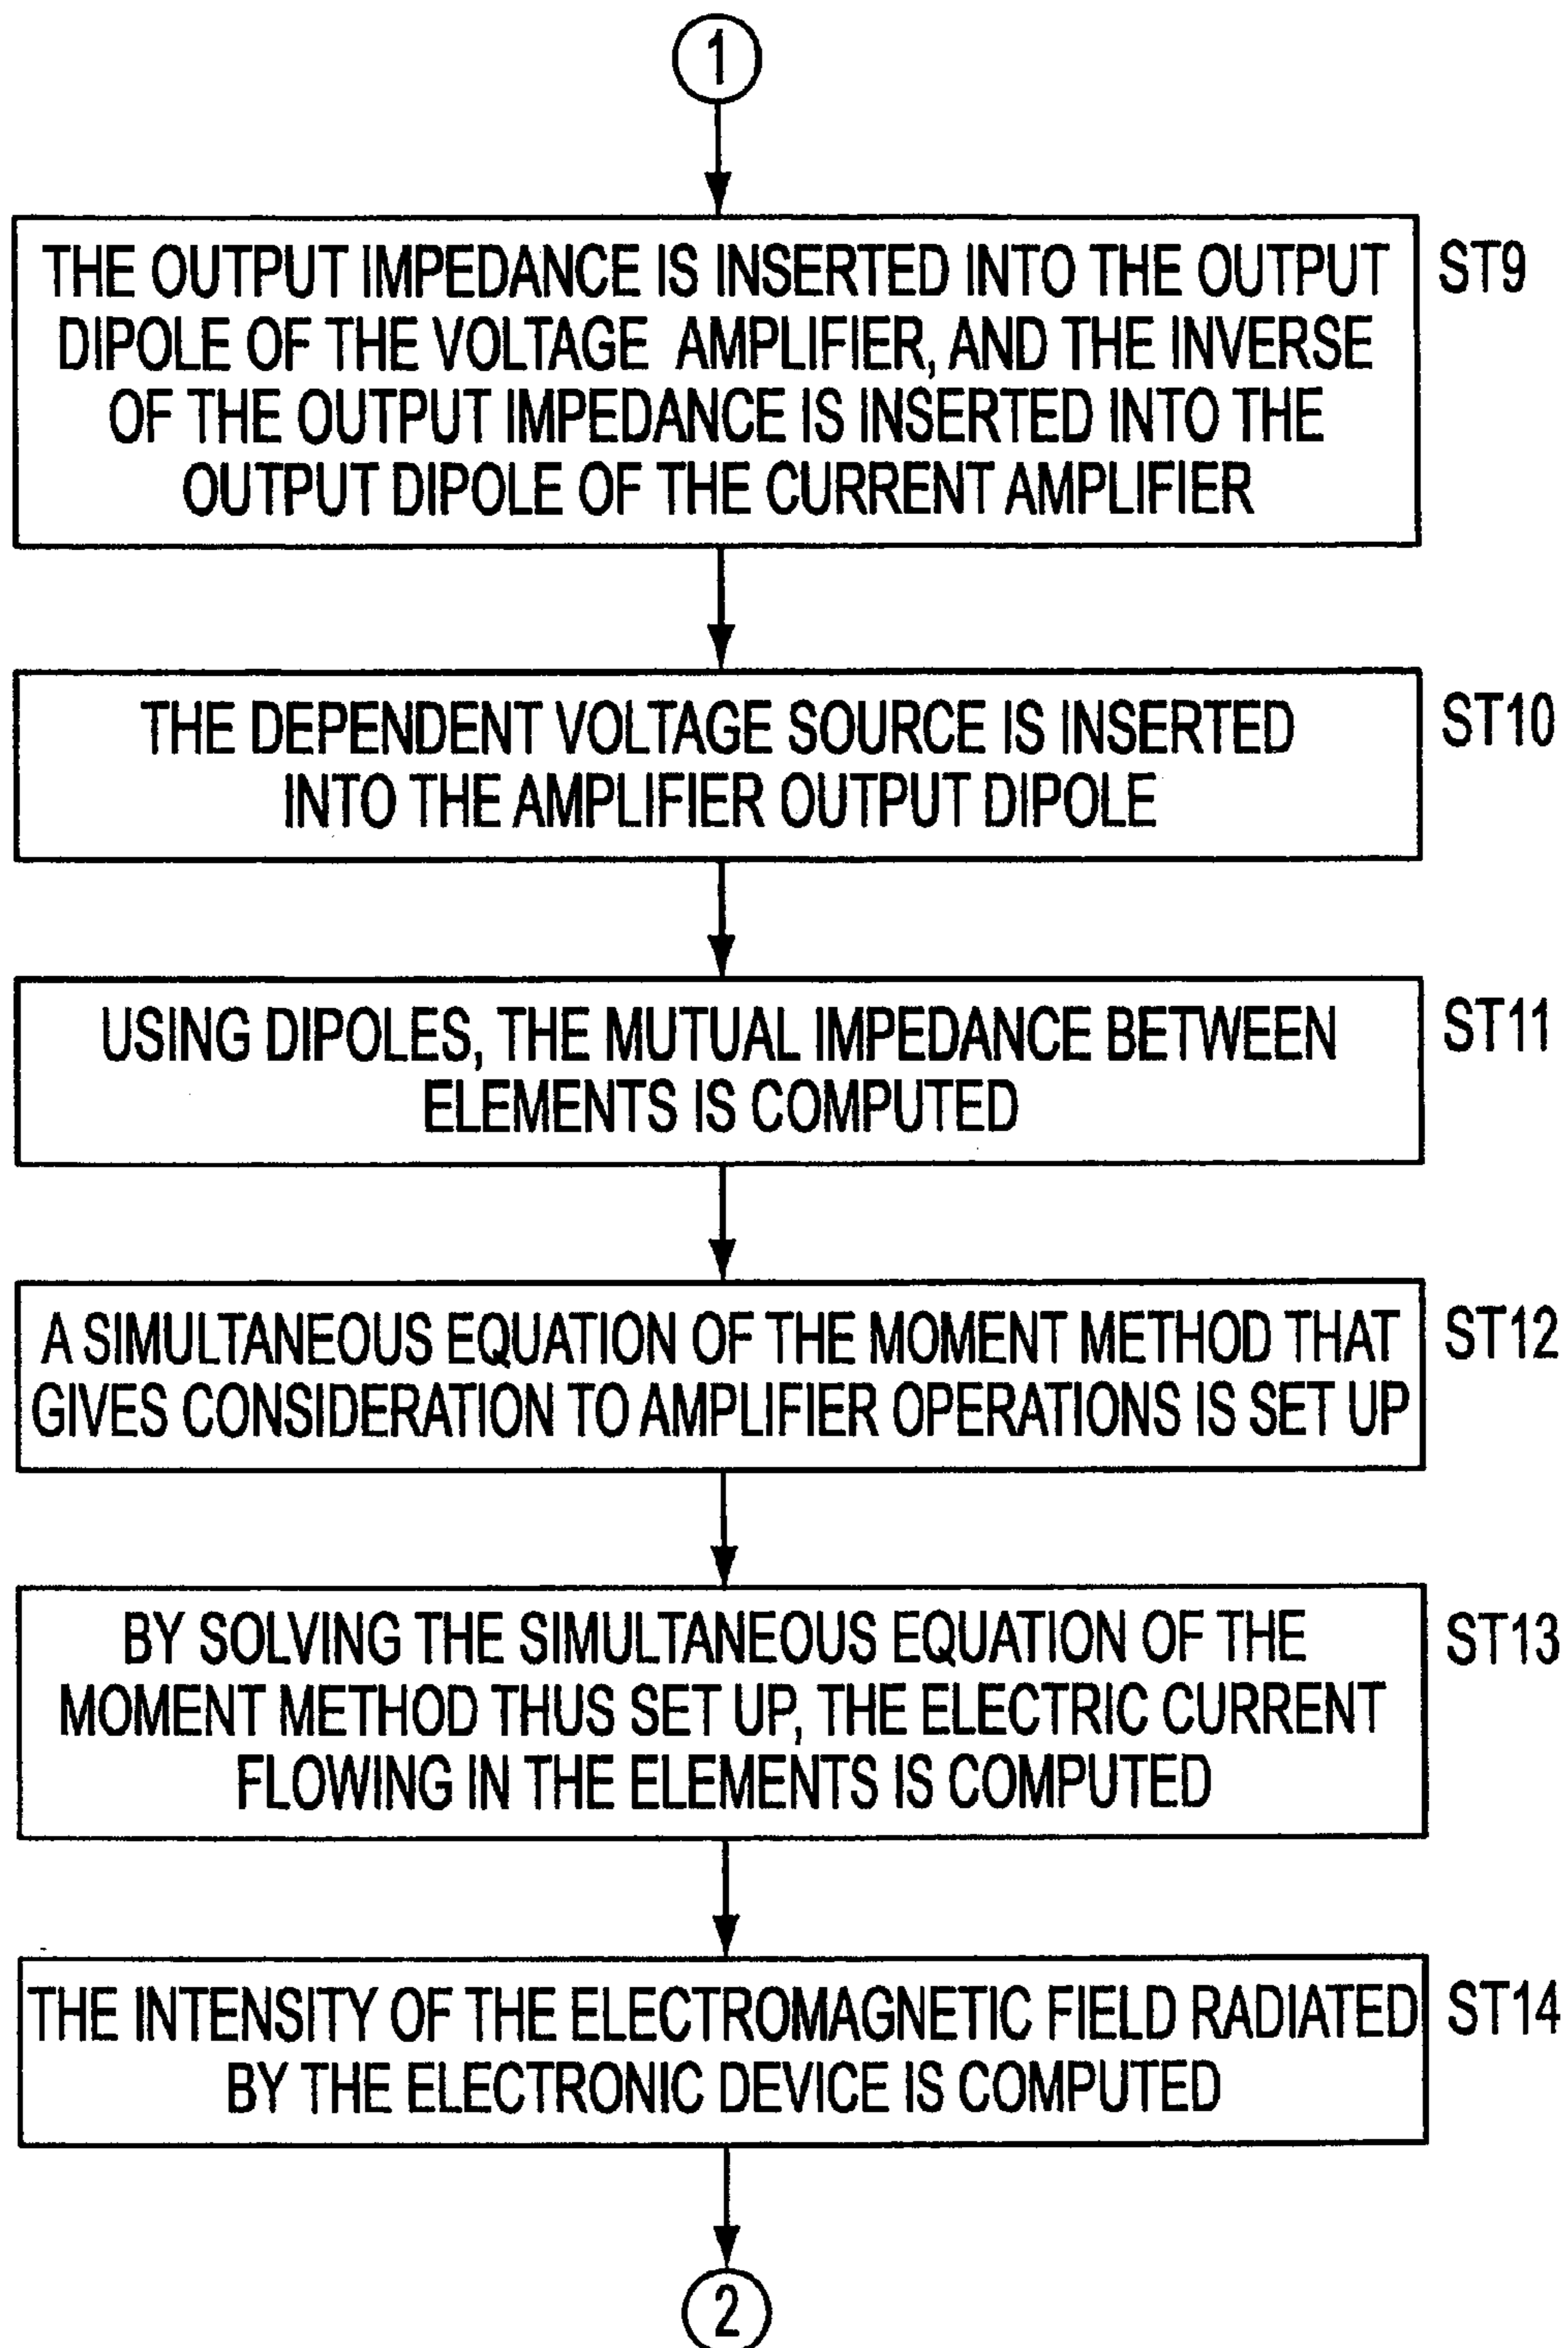 1
THE OUTPUT IMPEDANCE IS INSERTED INTO THE OUTPUT
DIPOLE OF THE VOLTAGE AMPLIFIER, AND THE INVERSE
OF THE OUTPUT IMPEDANCE IS INSERTED INTO THE
OUTPUT DIPOLE OF THE CURRENT AMPLIFIER
ST9
THE DEPENDENT VOLTAGE SOURCE IS INSERTED
INTO THE AMPLIFIER OUTPUT DIPOLE
ST10
USING DIPOLES, THE MUTUAL IMPEDANCE BETWEEN
ELEMENTS IS COMPUTED
ST11
A SIMULTANEOUS EQUATION OF THE MOMENT METHOD THAT
GIVES CONSIDERATION TO AMPLIFIER OPERATIONS IS SET UP
ST12
BY SOLVING THE SIMULTANEOUS EQUATION OF THE
MOMENT METHOD THUS SET UP, THE ELECTRIC CURRENT
FLOWING IN THE ELEMENTS IS COMPUTED
ST13
THE INTENSITY OF THE ELECTROMAGNETIC FIELD RADIATED
BY THE ELECTRONIC DEVICE IS COMPUTED
ST14
2